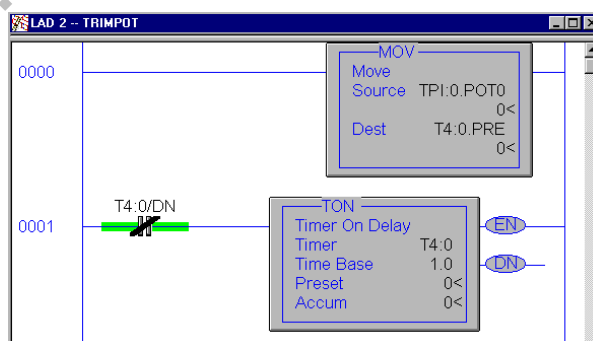 LAD 2 -- TRIMPOT
MOV
0000
Move
Source TPI:0.POT0
0<
Dest T4:0.PRE
0<
T4:0/DN
TON
0001
Timer On Delay
EN
Timer T4:0
Time Base 1.0
DN
Preset 0<
Accum 0<